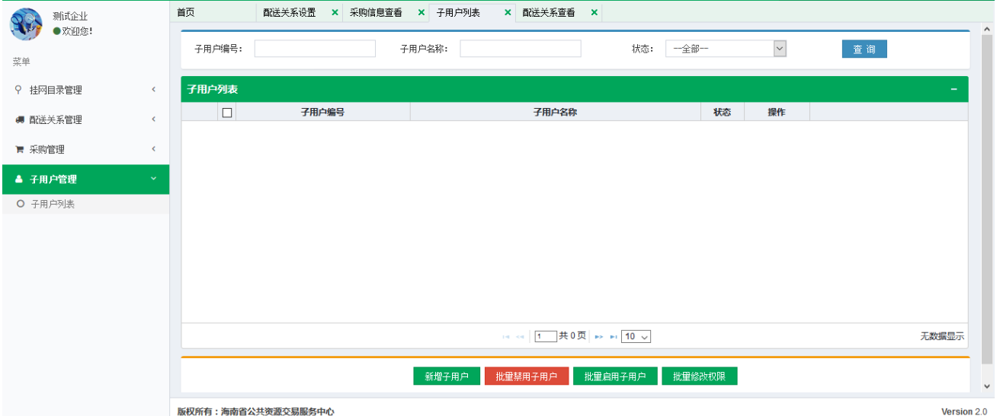 测试企业
欢迎您!
菜单
挂网目录管理
配送关系管理
采购管理
子用户管理
子用户列表
首页 配送关系设置 × 采购信息查看 × 子用户列表 × 配送关系查看 ×
子用户编号: 子用户名称: 状态: --全部-- 查 询
子用户列表
子用户编号 子用户名称 状态 操作
1 共 0 页 10 无数据显示
新增子用户 批量禁用子用户 批量启用子用户 批量修改权限
版权所有:海南省公共资源交易服务中心 Version 2.0